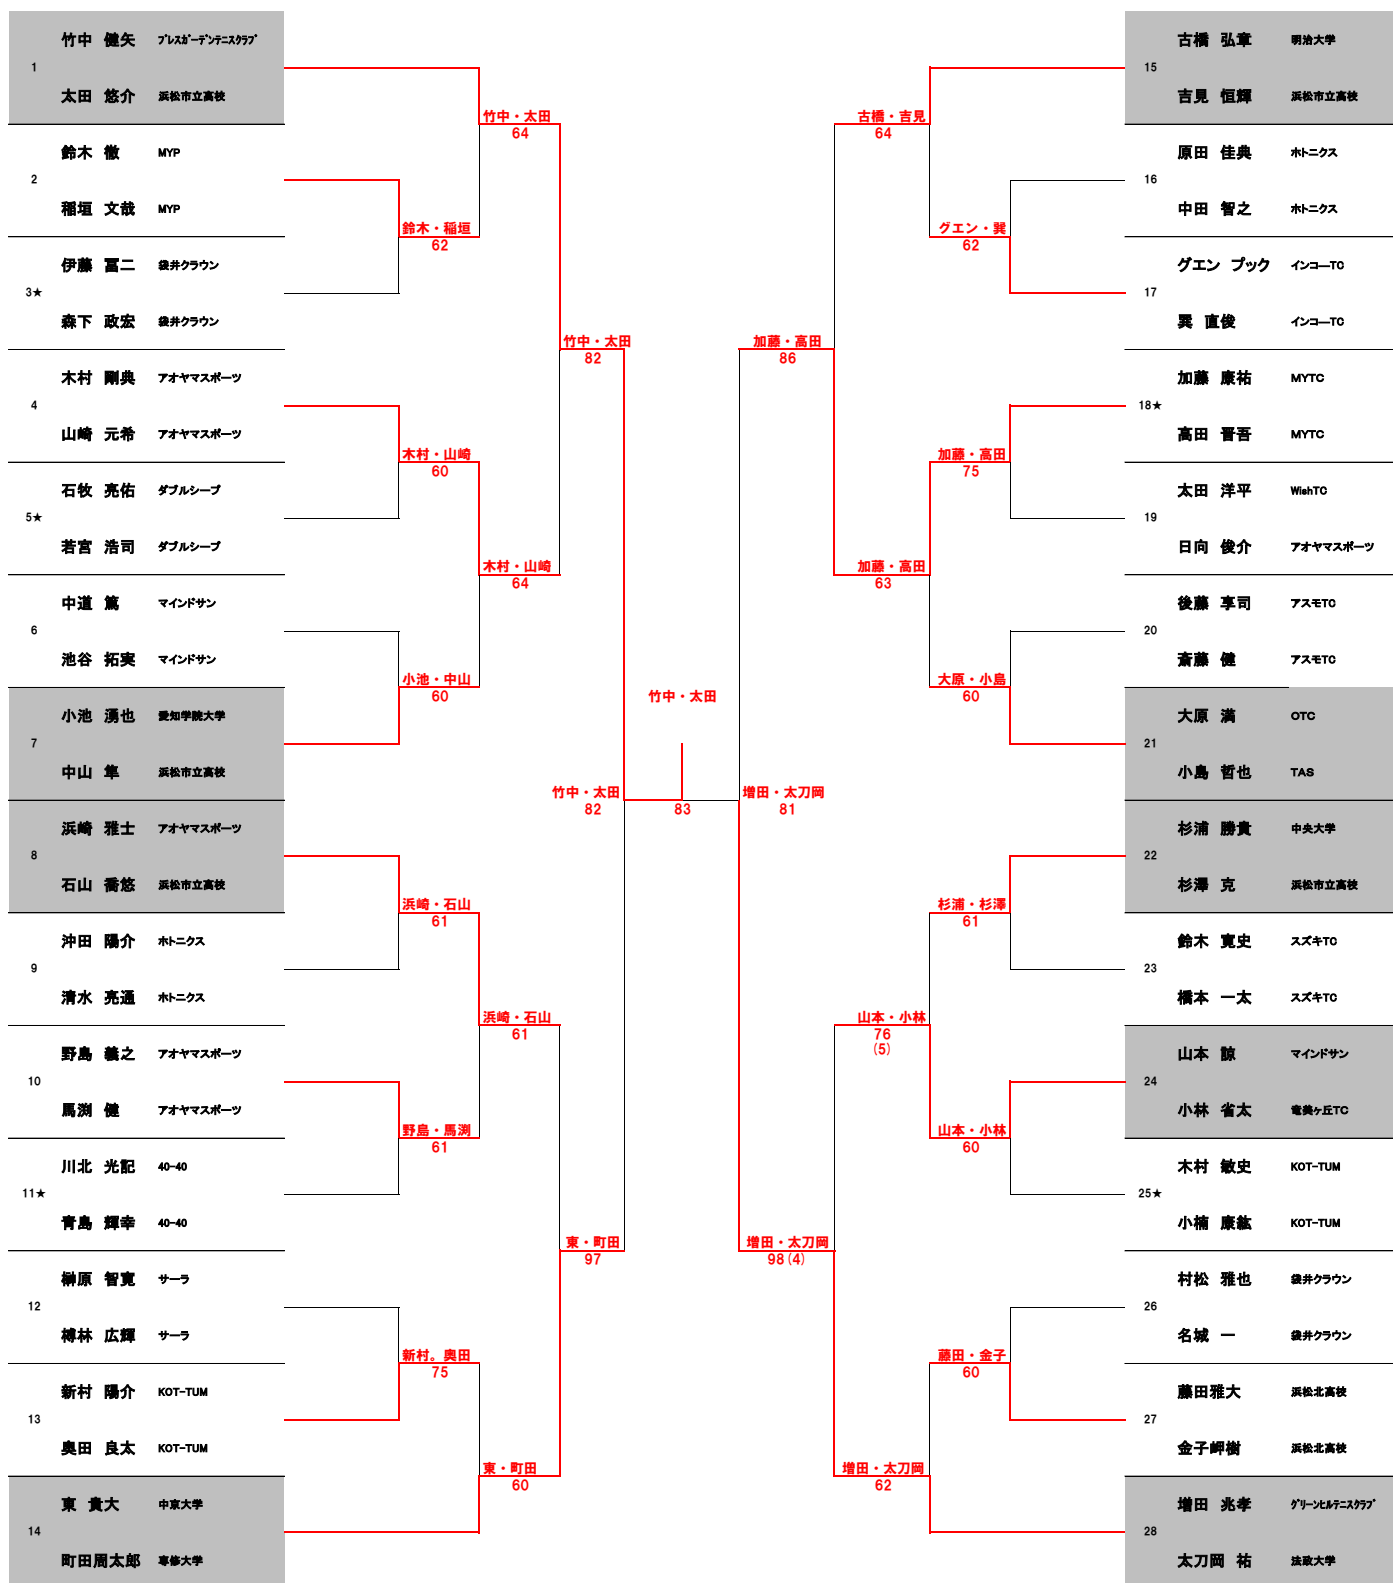 竹中 健矢 ブレスガーデンテニスクラブ
1
太田 悠介 浜松市立高校
鈴木 徹 MYP
2
稲垣 文哉 MYP
伊藤 冨二 袋井クラウン
3★
森下 政宏 袋井クラウン
木村 剛典 アオヤマスポーツ
4
山崎 元希 アオヤマスポーツ
石牧 亮佑 ダブルシープ
5★
若宮 浩司 ダブルシープ
中道 篤 マインドサン
6
池谷 拓実 マインドサン
小池 湧也 愛知学院大学
7
中山 隼 浜松市立高校
浜崎 雅士 アオヤマスポーツ
8
石山 喬悠 浜松市立高校
沖田 陽介 ホトニクス
9
清水 亮通 ホトニクス
野島 義之 アオヤマスポーツ
10
馬渕 健 アオヤマスポーツ
川北 光記 40-40
11★
青島 輝幸 40-40
榊原 智寛 サーラ
12
榑林 広輝 サーラ
新村 陽介 KOT-TUM
13
奥田 良太 KOT-TUM
東 貴大 中京大学
14
町田周太郎 専修大学
鈴木・稲垣
62
木村・山崎
60
小池・中山
60
浜崎・石山
61
野島・馬渕
61
新村。奥田
75
竹中・太田
64
木村・山崎
64
浜崎・石山
61
東・町田
60
竹中・太田
82
東・町田
97
竹中・太田
82
竹中・太田
83
増田・太刀岡
81
加藤・高田
86
増田・太刀岡
98(4)
古橋・吉見
64
加藤・高田
63
山本・小林
76
(5)
増田・太刀岡
62
グエン・巽
62
加藤・高田
75
大原・小島
60
杉浦・杉澤
61
山本・小林
60
藤田・金子
60
古橋 弘章 明治大学
15
吉見 恒輝 浜松市立高校
原田 佳典 ホトニクス
16
中田 智之 ホトニクス
グエン プック インコーTC
17
巽 直俊 インコーTC
加藤 康祐 MYTC
18★
高田 晋吾 MYTC
太田 洋平 WishTC
19
日向 俊介 アオヤマスポーツ
後藤 享司 アスモTC
20
斎藤 健 アスモTC
大原 満 OTC
21
小島 哲也 TAS
杉浦 勝貴 中央大学
22
杉澤 克 浜松市立高校
鈴木 寛史 スズキTC
23
橋本 一太 スズキTC
山本 諒 マインドサン
24
小林 省太 竜美ヶ丘TC
木村 敏史 KOT-TUM
25★
小楠 康紘 KOT-TUM
村松 雅也 袋井クラウン
26
名城 一 袋井クラウン
藤田雅大 浜松北高校
27
金子岬樹 浜松北高校
増田 兆孝 グリーンヒルテニスクラブ
28
太刀岡 祐 法政大学